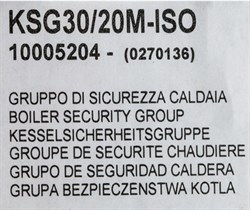 KSG30/20M-ISO
10005204 - (0270136)
GRUPPO DI SICUREZZA CALDAIA
BOILER SECURITY GROUP
KESSELSICHERHEITSGRUPPE
GROUPE DE SECURITE CHAUDIERE
GRUPO DE SEGURIDAD CALDERA
GRUPA BEZPIECZENSTWA KOTLA